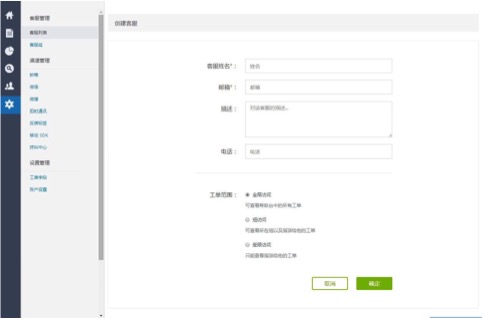 客服管理
客服列表
客服组
渠道管理
邮箱
微信
即时通讯
反馈标签
移动 SDK
呼叫中心
设置管理
工单字段
账户设置
创建客服
客服姓名*：
姓名
邮箱*：
邮箱
描述：
对该客服的描述。
电话：
电话
工单范围：
全局访问
可查看帮助台中的所有工单
组访问
可查看所在组以及指派给他的工单
受限访问
只能查看指派给他的工单
取消
确定